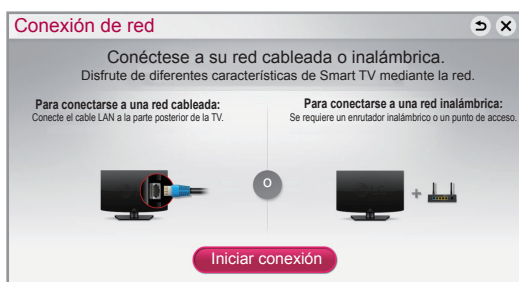 Conexión de red
Conéctese a su red cableada o inalámbrica.
Disfrute de diferentes características de Smart TV mediante la red.
Para conectarse a una red cableada:
Conecte el cable LAN a la parte posterior de la TV.
Para conectarse a una red inalámbrica:
Se requiere un enrutador inalámbrico o un punto de acceso.
O
Iniciar conexión